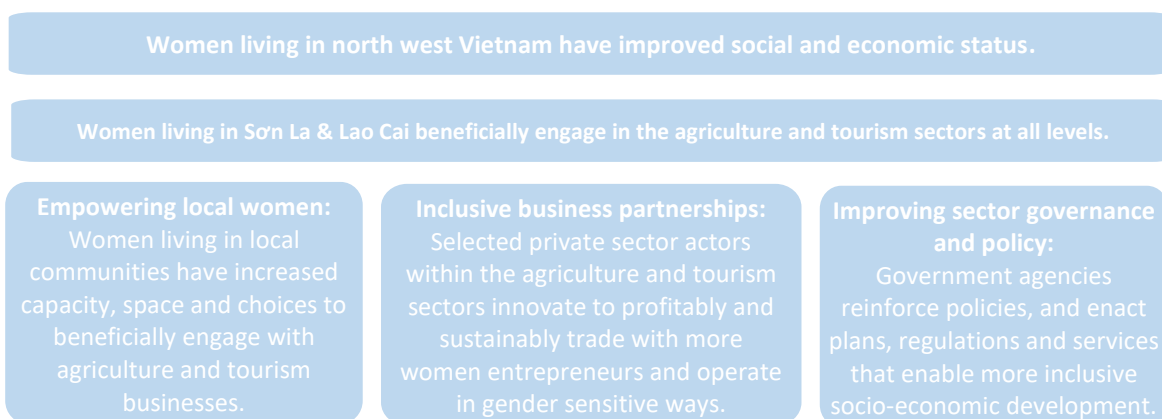 Women living in north west Vietnam have improved social and economic status.
Women living in Sơn La & Lao Cai beneficially engage in the agriculture and tourism sectors at all levels.
Empowering local women:
Women living in local
communities have increased
capacity, space and choices to
beneficially engage with
agriculture and tourism
businesses.
Inclusive business partnerships:
Selected private sector actors
within the agriculture and tourism
sectors innovate to profitably and
sustainably trade with more
women entrepreneurs and operate
in gender sensitive ways.
Improving sector governance
and policy:
Government agencies
reinforce policies, and enact
plans, regulations and services
that enable more inclusive
socio-economic development.